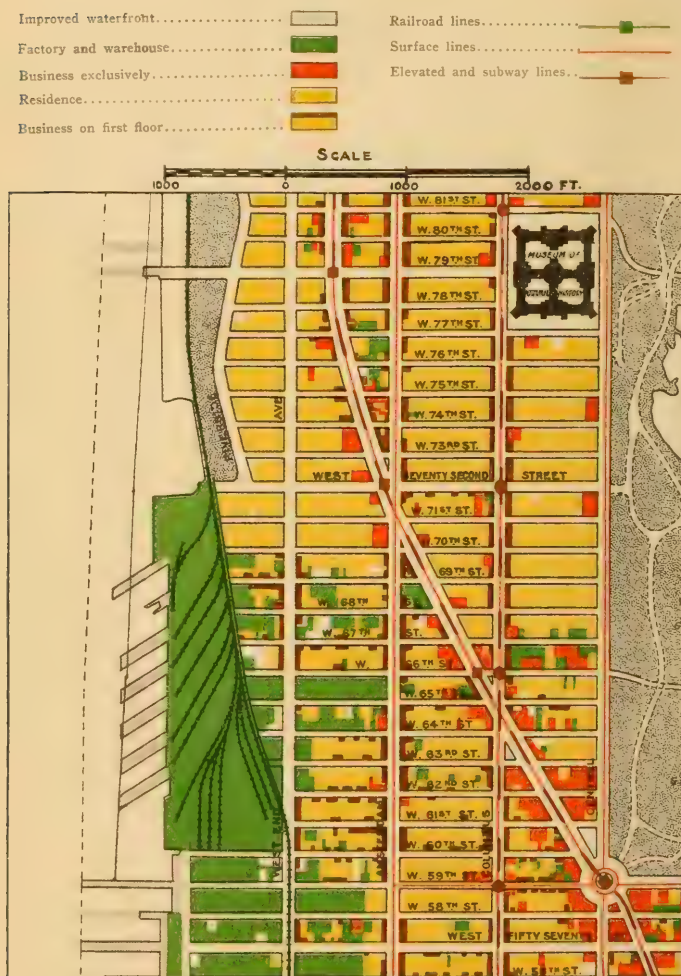 Improved waterfront
Factory and warehouse
Business exclusively
Residence
Business on first floor
Railroad lines
Surface lines
Elevated and subway lines
SCALE
1000 0 1000 2000 FT.
W. 81ST ST.
W. 80TH ST.
W. 79TH ST.
MUSEUM OF
W. 78TH ST.
W. 77TH ST.
W. 76TH ST.
W. 75TH ST.
W. 74TH ST.
AVE
RIVERSIDE
W. 73RD ST.
WEST SEVENTY SECOND STREET
W. 71ST ST.
W. 70TH ST.
69TH ST.
W. 68TH ST.
W. 67TH ST.
W. 66TH ST.
W. 65TH
W. 64TH ST
W. 63RD ST.
W. 62ND ST.
CENTRAL
W. 61ST ST.
WEST END
COLUMBUS
W. 60TH ST.
W. 59TH ST.
W. 58TH ST.
WEST FIFTY SEVENTH